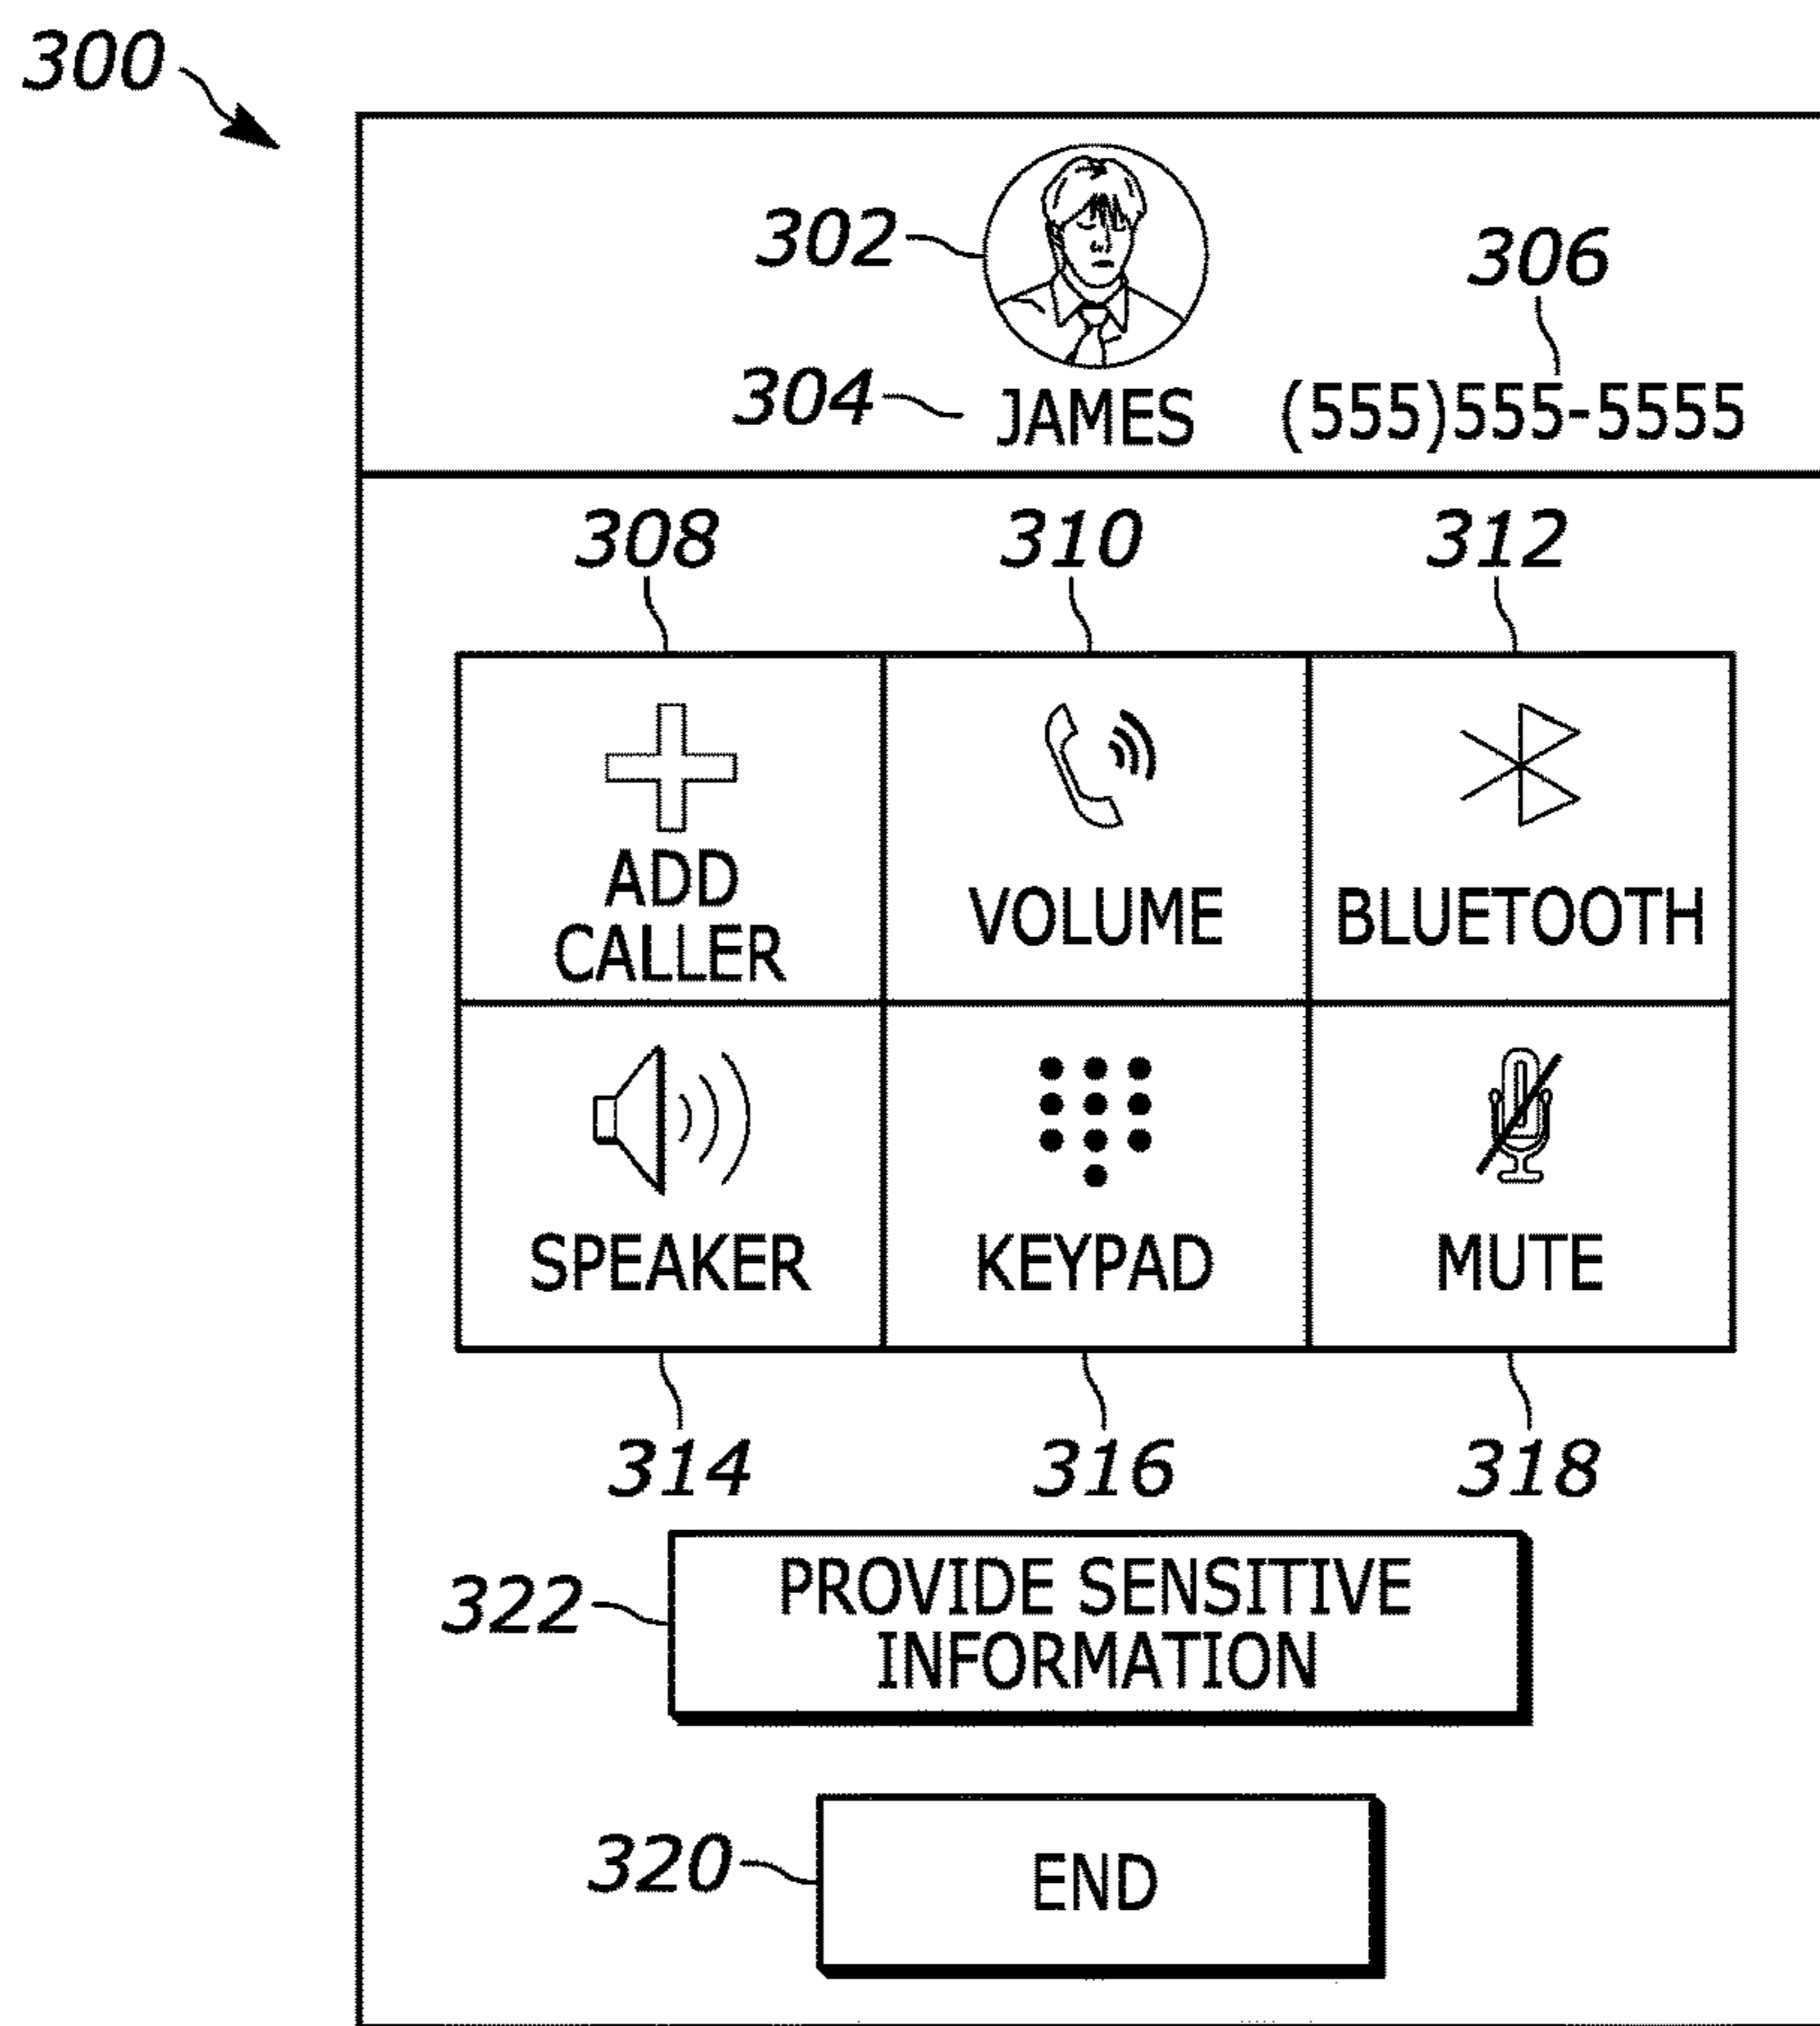 300
302
306
304 JAMES (555)555-5555
308 310 312
ADD
CALLER
VOLUME
BLUETOOTH
SPEAKER
KEYPAD
MUTE
314 316 318
322
PROVIDE SENSITIVE
INFORMATION
320
END